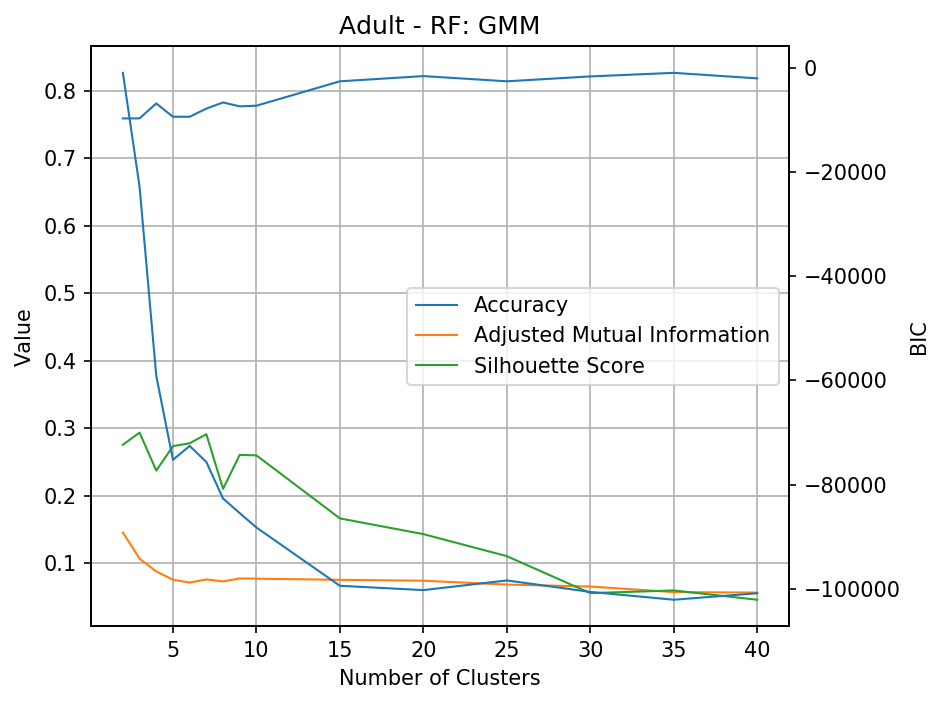 Adult - RF: GMM
0.8
0.7
0.6
0.5
0.4
0.3
0.2
0.1
Value
0
−20000
−40000
−60000
−80000
−100000
BIC
Accuracy
Adjusted Mutual Information
Silhouette Score
5 10 15 20 25 30 35 40
Number of Clusters